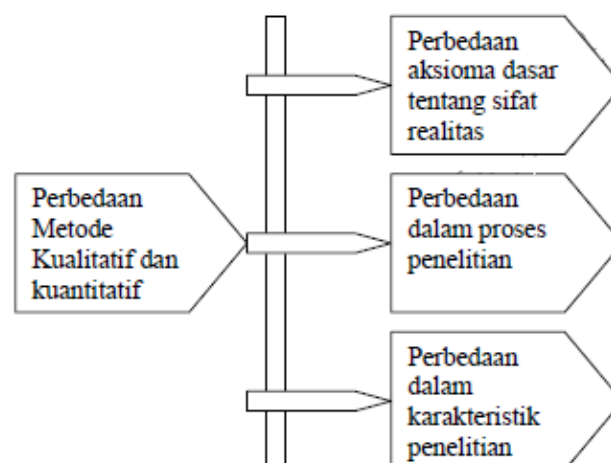 Perbedaan
aksioma dasar
tentang sifat
realitas
Perbedaan
Metode
Kualitatif dan
kuantitatif
Perbedaan
dalam proses
penelitian
Perbedaan
dalam
karakteristik
penelitian